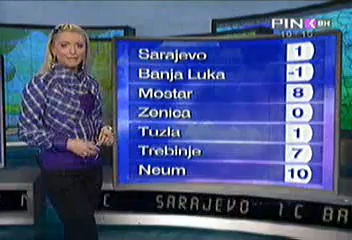 PINK BH
10:10
Sarajevo 1
Banja Luka -1
Mostar 8
Zenica 0
Tuzla 1
Trebinje 7
Neum 10
C SARAJEVO 1 C BA